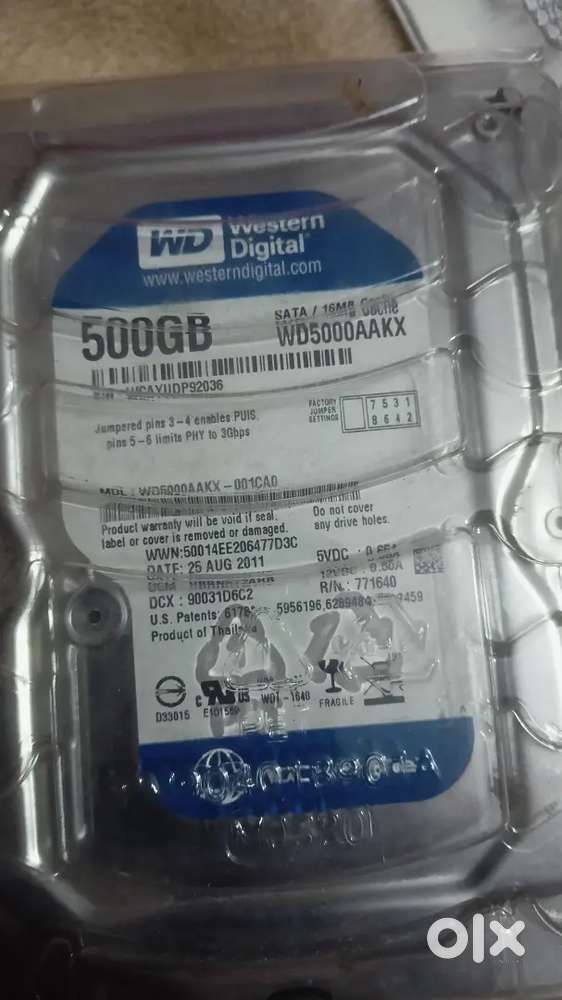 WD Western Digital®
www.westerndigital.com
500GB
SATA / 16MB Cache
WD5000AAKX
FACTORY JUMPER SETTINGS
7 5 3 1
8 6 4 2
Jumpered pins 3-4 enables PUIS,
pins 5-6 limits PHY to 3Gbps
MDL: WD5000AAKX-001CA0
Product warranty will be void if seal,
label or cover is removed or damaged.
Do not cover
any drive holes.
WWN:50014EE206477D3C
5VDC :
DATE: 25 AUG 2011
12VDC :
DCX : 90031D6C2
R/N: 771640
U.S. Patents: 5956196,
Product of Thailand
D33015
FRAGILE
olx